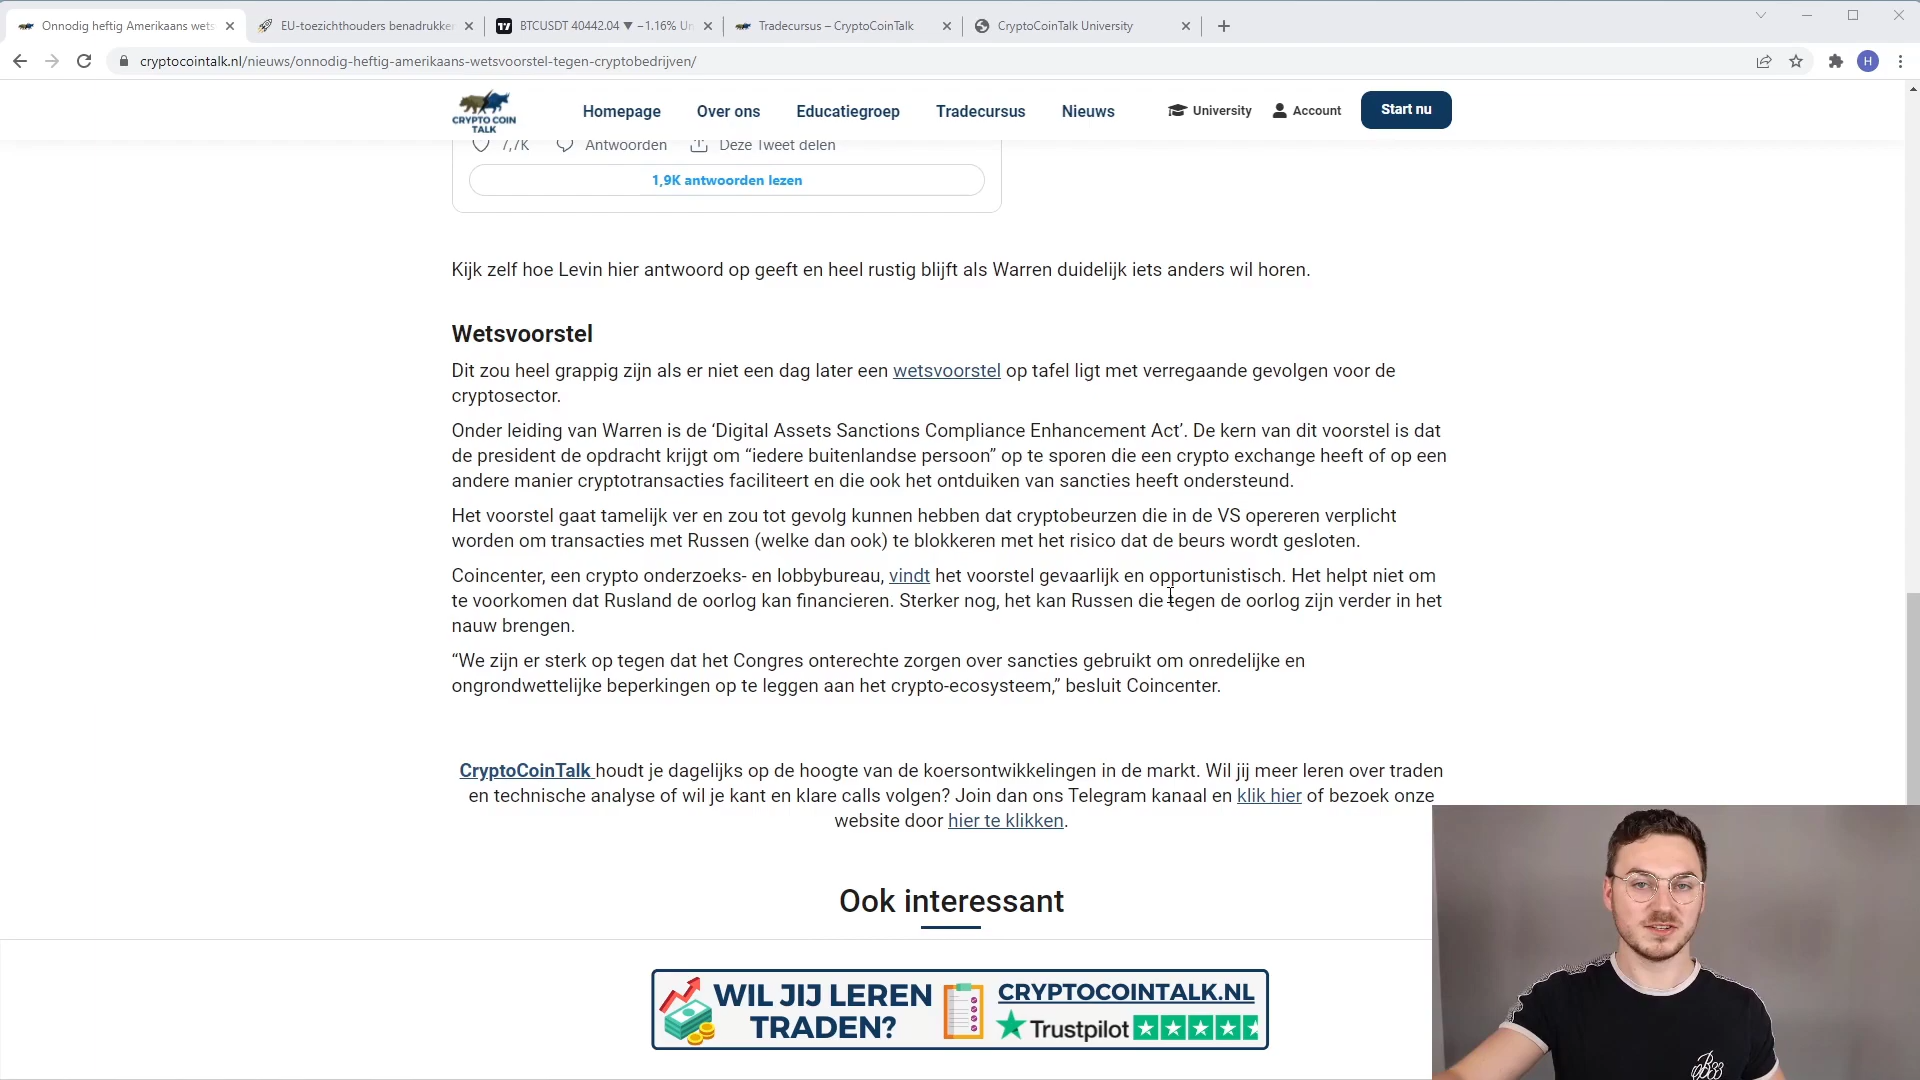 Onnodig heftig Amerikaans wets
EU-toezichthouders benadrukken
BTCUSDT 40442.04 ▼ −1.16% Un
Tradecursus – CryptoCoinTalk
CryptoCoinTalk University
cryptocointalk.nl/nieuws/onnodig-heftig-amerikaans-wetsvoorstel-tegen-cryptobedrijven/
H
CRYPTO COIN
TALK
Homepage
Over ons
Educatiegroep
Tradecursus
Nieuws
University
Account
Start nu
7,7K
Antwoorden
Deze Tweet delen
1,9K antwoorden lezen
Kijk zelf hoe Levin hier antwoord op geeft en heel rustig blijft als Warren duidelijk iets anders wil horen.
Wetsvoorstel
Dit zou heel grappig zijn als er niet een dag later een wetsvoorstel op tafel ligt met verregaande gevolgen voor de
cryptosector.
Onder leiding van Warren is de ‘Digital Assets Sanctions Compliance Enhancement Act’. De kern van dit voorstel is dat
de president de opdracht krijgt om “iedere buitenlandse persoon” op te sporen die een crypto exchange heeft of op een
andere manier cryptotransacties faciliteert en die ook het ontduiken van sancties heeft ondersteund.
Het voorstel gaat tamelijk ver en zou tot gevolg kunnen hebben dat cryptobeurzen die in de VS opereren verplicht
worden om transacties met Russen (welke dan ook) te blokkeren met het risico dat de beurs wordt gesloten.
Coincenter, een crypto onderzoeks- en lobbybureau, vindt het voorstel gevaarlijk en opportunistisch. Het helpt niet om
te voorkomen dat Rusland de oorlog kan financieren. Sterker nog, het kan Russen die tegen de oorlog zijn verder in het
nauw brengen.
“We zijn er sterk op tegen dat het Congres onterechte zorgen over sancties gebruikt om onredelijke en
ongrondwettelijke beperkingen op te leggen aan het crypto-ecosysteem,” besluit Coincenter.
CryptoCoinTalk houdt je dagelijks op de hoogte van de koersontwikkelingen in de markt. Wil jij meer leren over traden
en technische analyse of wil je kant en klare calls volgen? Join dan ons Telegram kanaal en klik hier of bezoek onze
website door hier te klikken.
Ook interessant
WIL JIJ LEREN
TRADEN?
CRYPTOCOINTALK.NL
Trustpilot